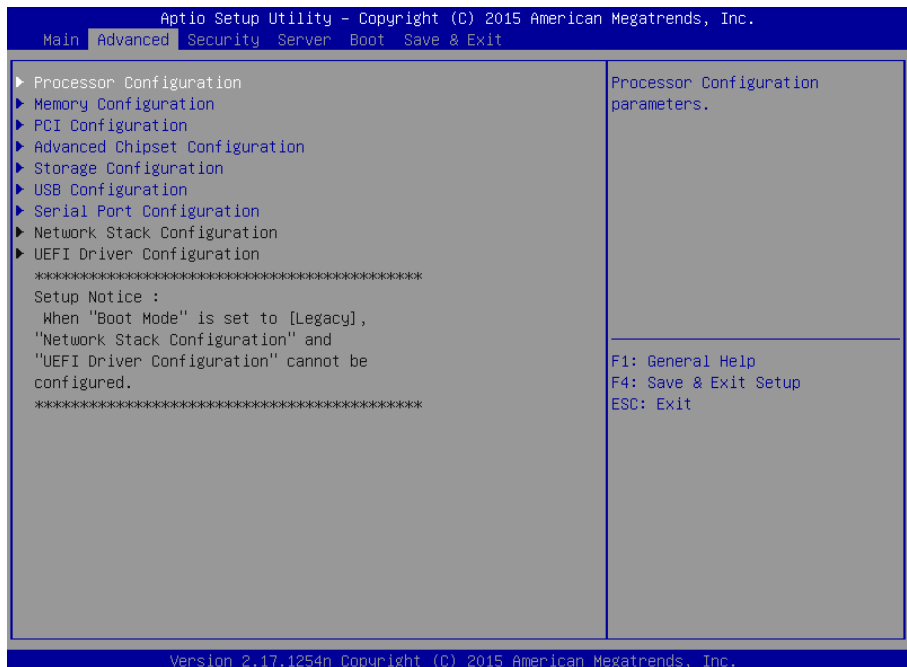 Aptio Setup Utility – Copyright (C) 2015 American Megatrends, Inc.
Main Advanced Security Server Boot Save & Exit
Processor Configuration
Memory Configuration
PCI Configuration
Advanced Chipset Configuration
Storage Configuration
USB Configuration
Serial Port Configuration
Network Stack Configuration
UEFI Driver Configuration
*******************************************
Setup Notice :
When "Boot Mode" is set to [Legacy],
"Network Stack Configuration" and
"UEFI Driver Configuration" cannot be
configured.
*******************************************
Processor Configuration
parameters.
F1: General Help
F4: Save & Exit Setup
ESC: Exit
Version 2.17.1254n Copyright (C) 2015 American Megatrends, Inc.